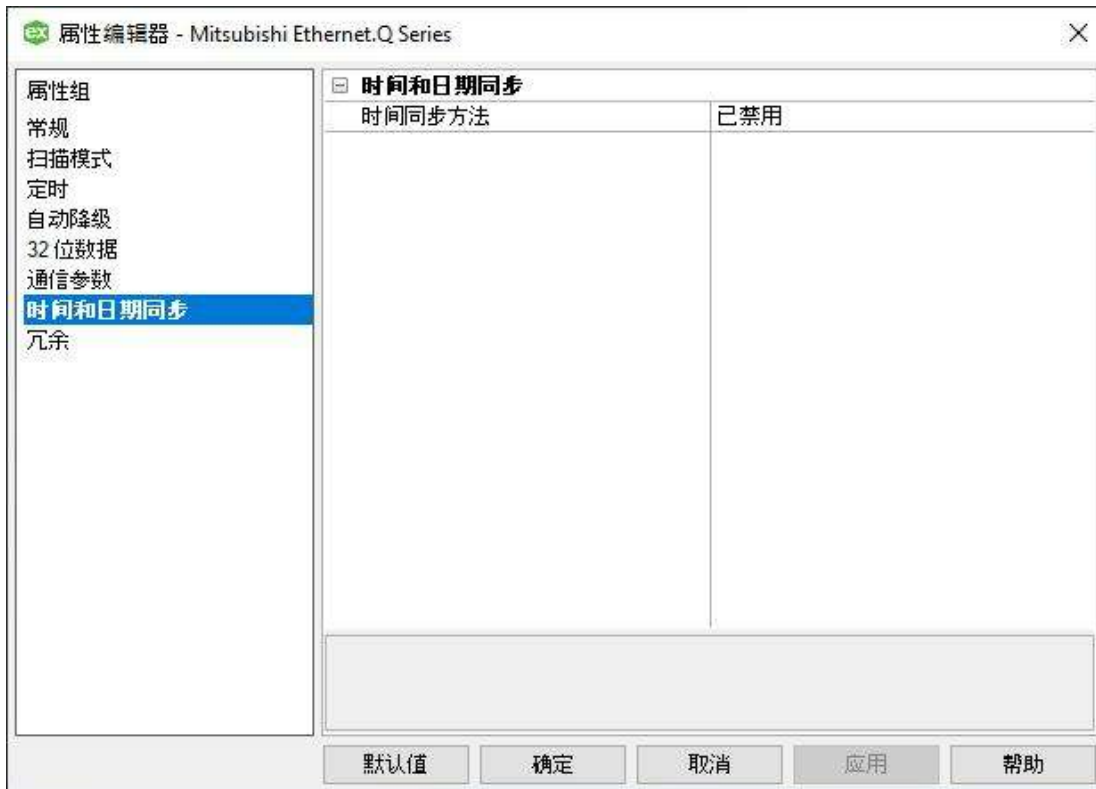 属性编辑器 - Mitsubishi Ethernet.Q Series
属性组
常规
扫描模式
定时
自动降级
32 位数据
通信参数
时间和日期同步
冗余
时间和日期同步
时间同步方法 已禁用
默认值 确定 取消 应用 帮助